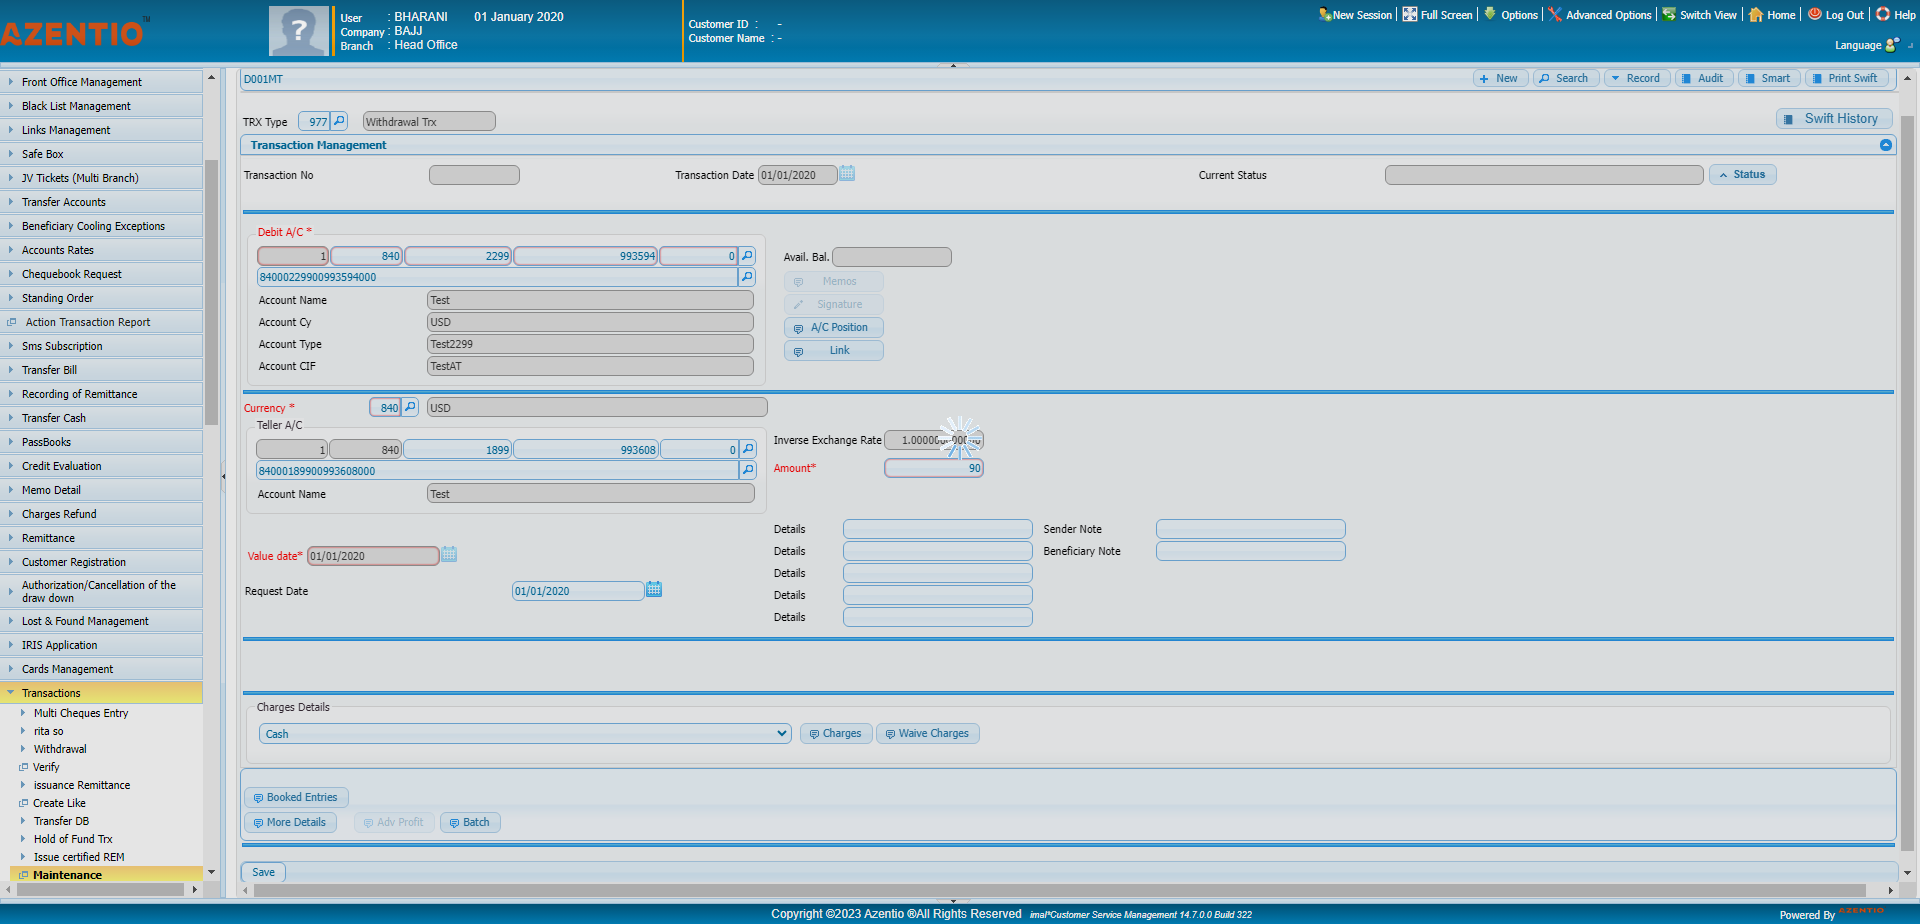 AZENTIO™
User : BHARANI 01 January 2020
Company : BAJJ
Branch : Head Office
Customer ID : -
Customer Name : -
New Session Full Screen Options Advanced Options Switch View Home Log Out Help
Language
Front Office Management
Black List Management
Links Management
Safe Box
JV Tickets (Multi Branch)
Transfer Accounts
Beneficiary Cooling Exceptions
Accounts Rates
Chequebook Request
Standing Order
Action Transaction Report
Sms Subscription
Transfer Bill
Recording of Remittance
Transfer Cash
PassBooks
Credit Evaluation
Memo Detail
Charges Refund
Remittance
Customer Registration
Authorization/Cancellation of the
draw down
Lost & Found Management
IRIS Application
Cards Management
Transactions
Multi Cheques Entry
rita so
Withdrawal
Verify
issuance Remittance
Create Like
Transfer DB
Hold of Fund Trx
Issue certified REM
Maintenance
D001MT
New Search Record Audit Smart Print Swift
TRX Type 977 Withdrawal Trx
Swift History
Transaction Management
Transaction No Transaction Date 01/01/2020 Current Status Status
Debit A/C *
1 840 2299 993594 0
84000229900993594000
Account Name Test
Account Cy USD
Account Type Test2299
Account CIF TestAT
Avail. Bal.
Memos
Signature
A/C Position
Link
Currency * 840 USD
Teller A/C
1 840 1899 993608 0
84000189900993608000
Account Name Test
Inverse Exchange Rate
Amount* 90
Value date* 01/01/2020
Request Date 01/01/2020
Details Sender Note
Details Beneficiary Note
Details
Details
Details
Charges Details
Cash Charges Waive Charges
Booked Entries
More Details Adv Profit Batch
Save
Copyright ©2023 Azentio ®All Rights Reserved imal*Customer Service Management 14.7.0.0 Build 322
Powered By AZENTIO